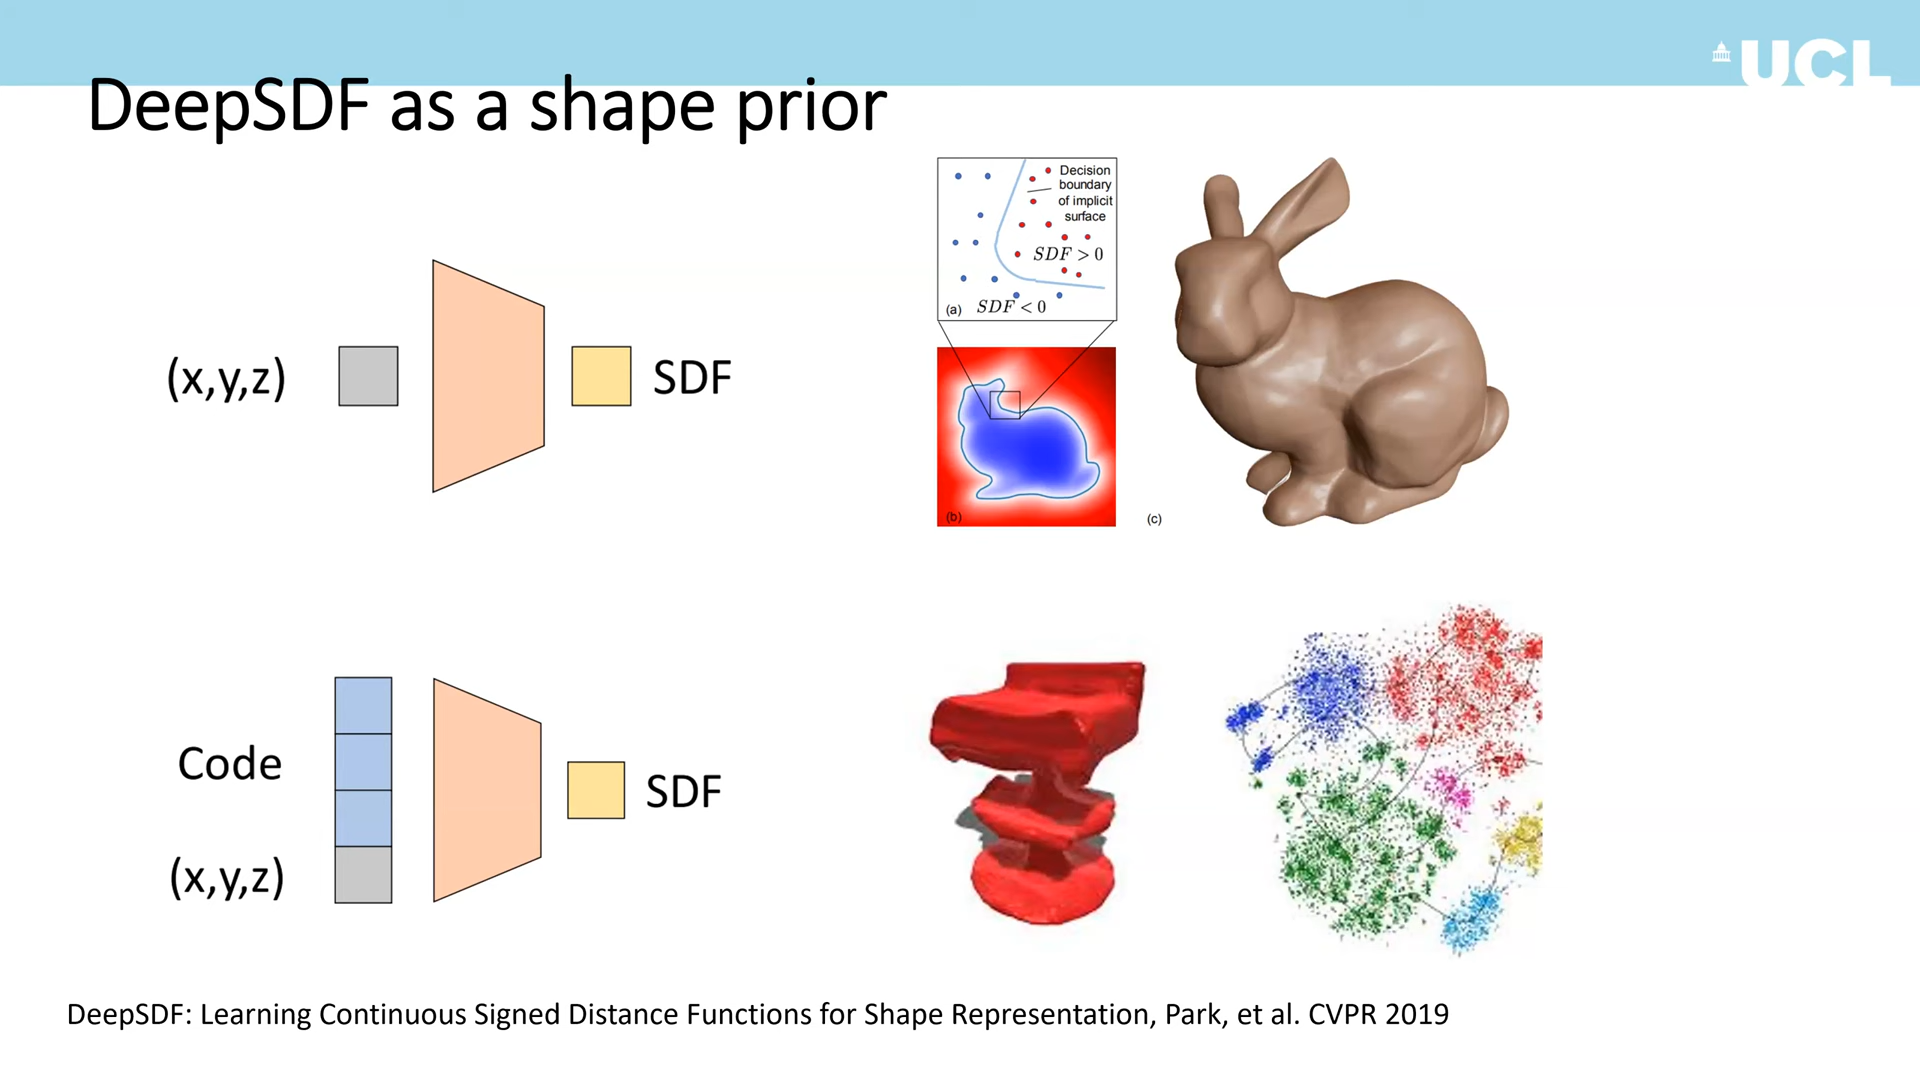 UCL
DeepSDF as a shape prior
Decision
boundary
of implicit
surface
SDF > 0
(a) SDF < 0
(x,y,z)
SDF
(b)
(c)
Code
SDF
(x,y,z)
DeepSDF: Learning Continuous Signed Distance Functions for Shape Representation, Park, et al. CVPR 2019